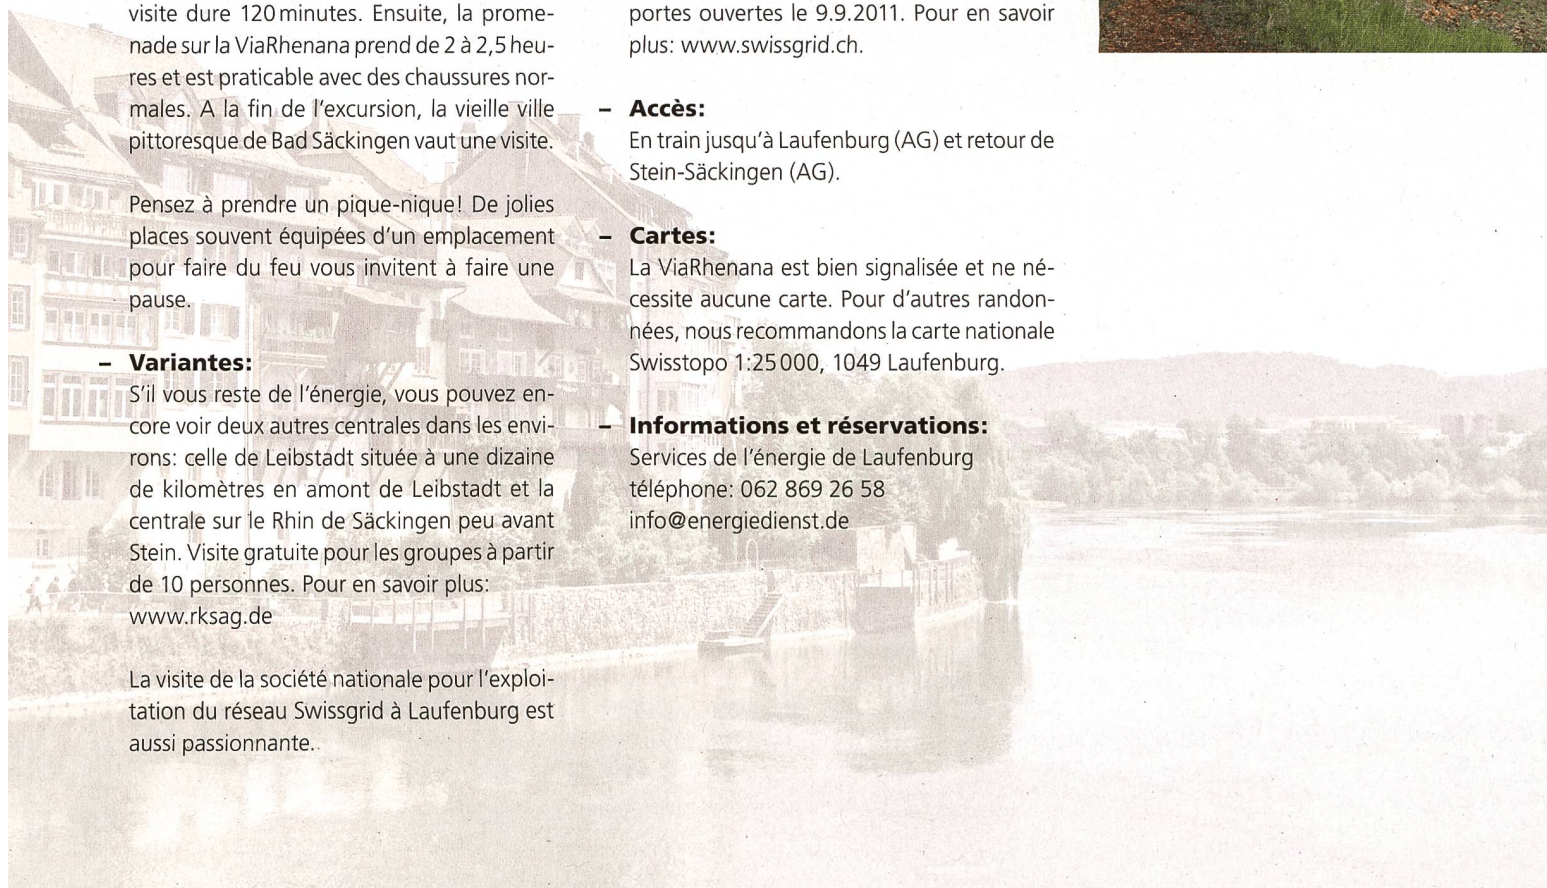 visite dure 120 minutes. Ensuite, la prome-
nade sur la ViaRhenana prend de 2 à 2,5 heu-
res et est praticable avec des chaussures nor-
males. A la fin de l'excursion, la vieille ville
pittoresque de Bad Säckingen vaut une visite.
Pensez à prendre un pique-nique! De jolies
places souvent équipées d'un emplacement
pour faire du feu vous invitent à faire une
pause.
– Variantes:
S'il vous reste de l'énergie, vous pouvez en-
core voir deux autres centrales dans les envi-
rons: celle de Leibstadt située à une dizaine
de kilomètres en amont de Leibstadt et la
centrale sur le Rhin de Säckingen peu avant
Stein. Visite gratuite pour les groupes à partir
de 10 personnes. Pour en savoir plus:
www.rksag.de
La visite de la société nationale pour l'exploi-
tation du réseau Swissgrid à Laufenburg est
aussi passionnante.
portes ouvertes le 9.9.2011. Pour en savoir
plus: www.swissgrid.ch.
– Accès:
En train jusqu'à Laufenburg (AG) et retour de
Stein-Säckingen (AG).
– Cartes:
La ViaRhenana est bien signalisée et ne né-
cessite aucune carte. Pour d'autres randon-
nées, nous recommandons la carte nationale
Swisstopo 1:25 000, 1049 Laufenburg.
– Informations et réservations:
Services de l'énergie de Laufenburg
téléphone: 062 869 26 58
info@energiedienst.de